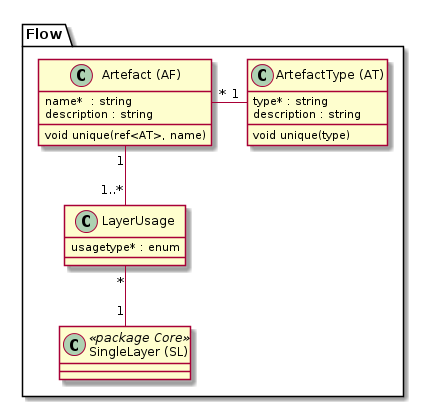 Flow
C Artefact (AF)
name* : string
description : string
void unique(ref<AT>, name)
* 1
C ArtefactType (AT)
type* : string
description : string
void unique(type)
1
1..*
C LayerUsage
usagetype* : enum
*
1
C «package Core»
SingleLayer (SL)